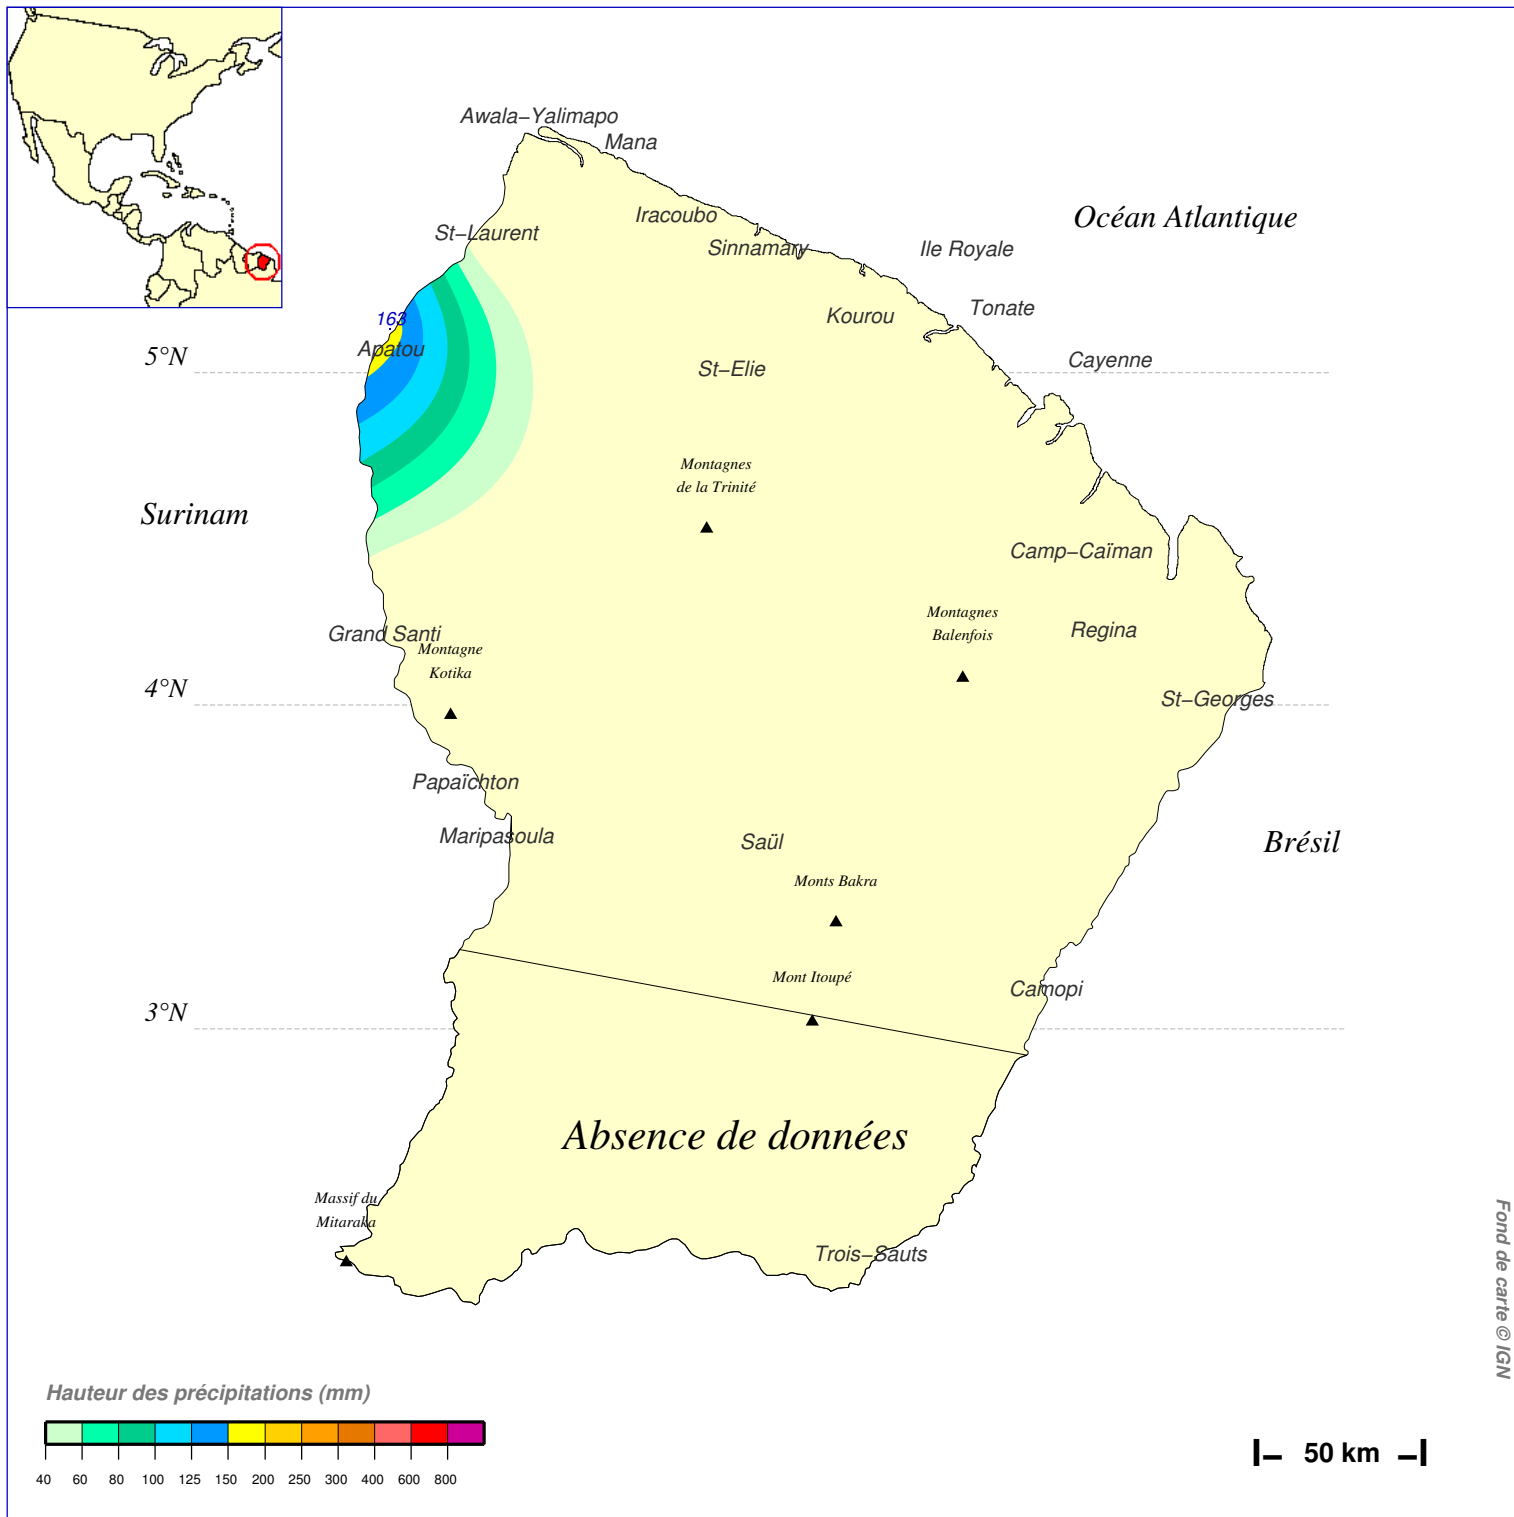 Awala−Yalimapo
Mana
Iracoubo
Océan Atlantique
St−Laurent
Sinnamary
Ile Royale
Tonate
Kourou
163
Apatou
5°N
Cayenne
St−Elie
Montagnes
de la Trinité
Surinam
Camp−Caïman
Montagnes
Balenfois
Regina
Grand Santi
Montagne
Kotika
4°N
St−Georges
Papaïchton
Maripasoula
Saül
Brésil
Monts Bakra
Mont Itoupé
Camopi
3°N
Absence de données
Massif du
Mitaraka
Trois−Sauts
Fond de carte © IGN
Hauteur des précipitations (mm)
40 60 80 100 125 150 200 250 300 400 600 800
50 km